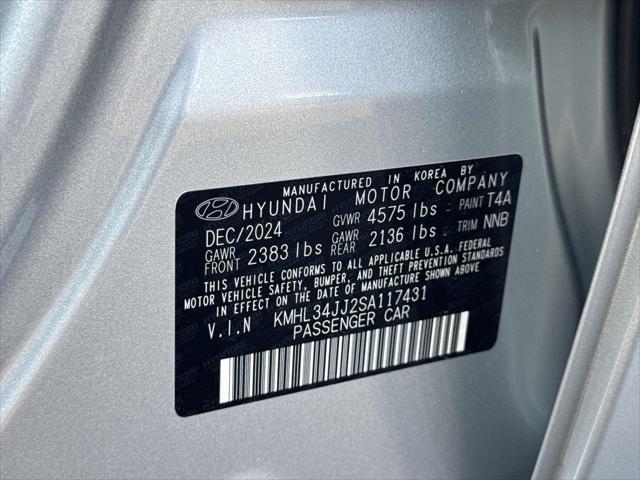 MANUFACTURED IN KOREA BY
HYUNDAI MOTOR COMPANY
DEC/2024 GVWR 4575 lbs PAINT T4A
GAWR FRONT 2383 lbs GAWR REAR 2136 lbs TRIM NNB
THIS VEHICLE CONFORMS TO ALL APPLICABLE U.S.A. FEDERAL
MOTOR VEHICLE SAFETY, BUMPER, AND THEFT PREVENTION STANDARDS
IN EFFECT ON THE DATE OF MANUFACTURE SHOWN ABOVE
V.I.N KMHL34JJ2SA117431
PASSENGER CAR